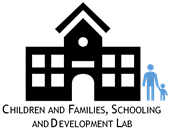 CHILDREN AND FAMILIES, SCHOOLING
AND DEVELOPMENT LAB